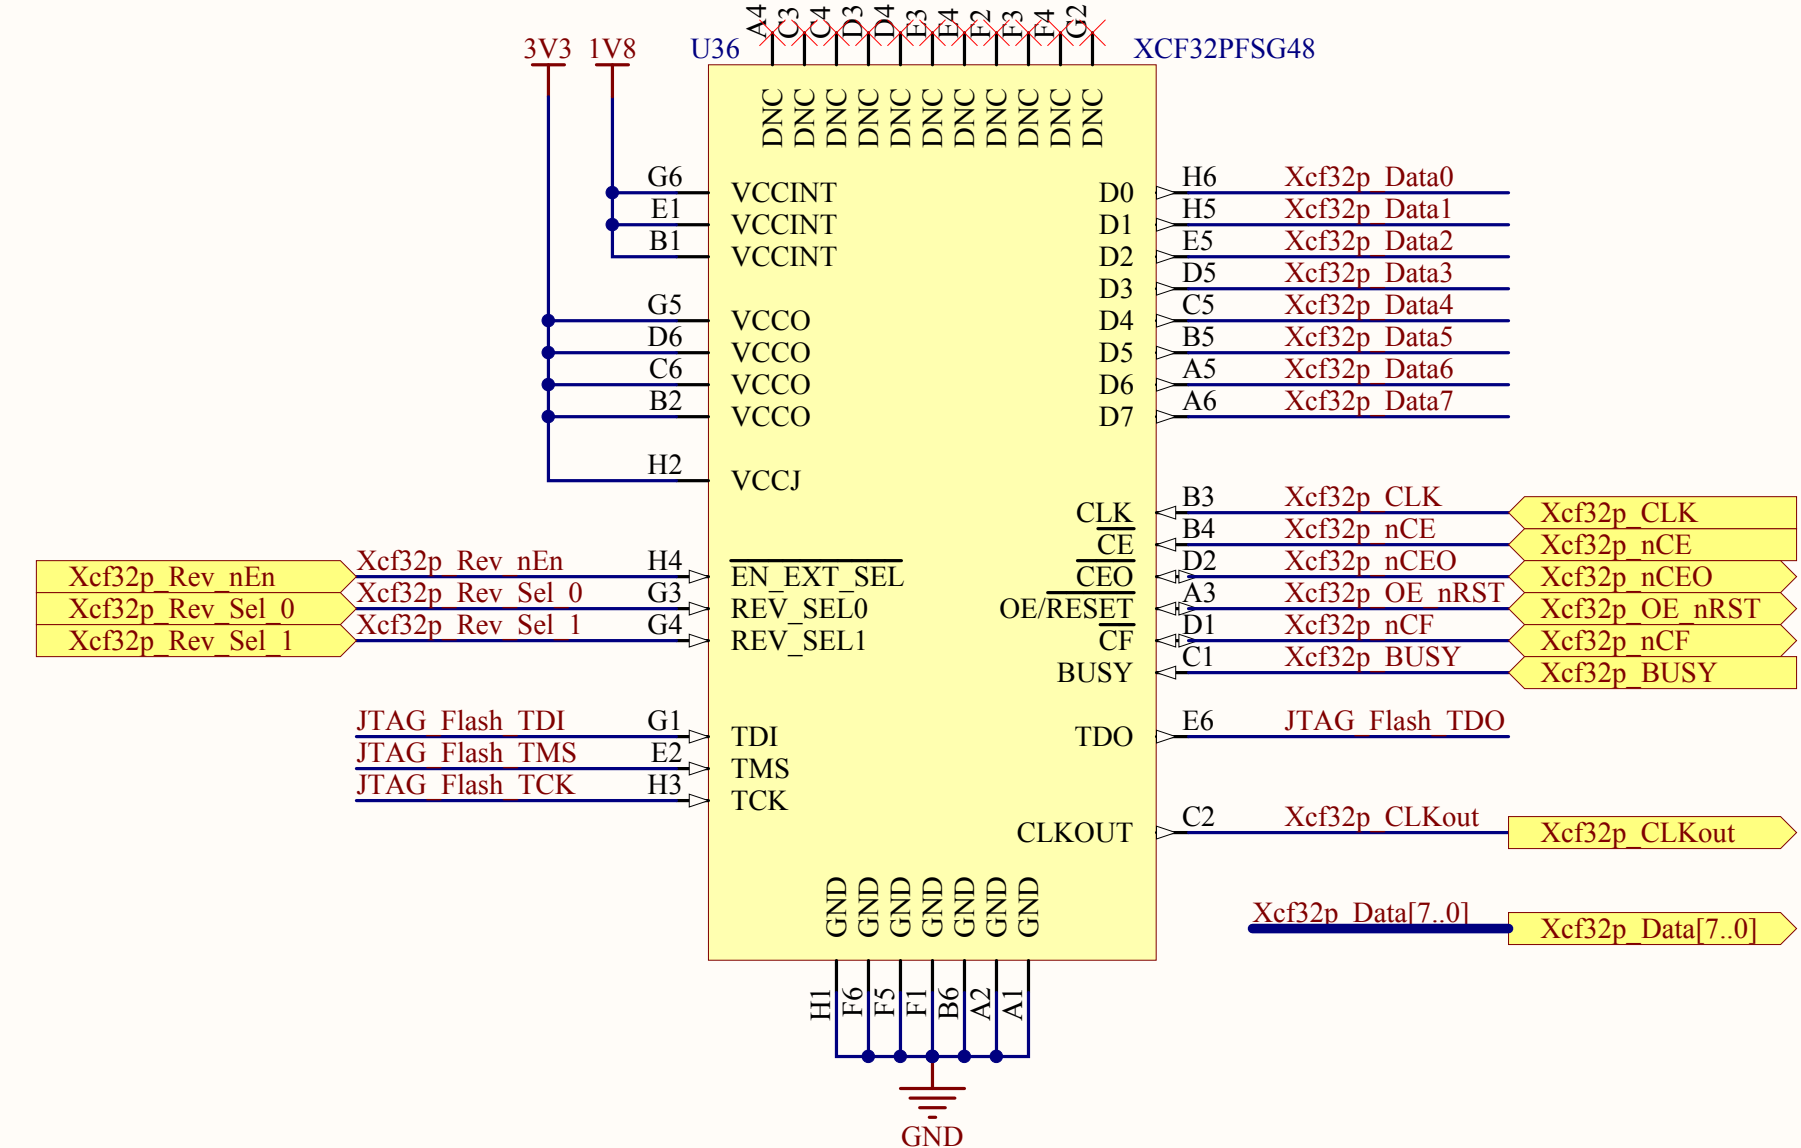 A4 C3 C4 D3 D4 E3 E4 F2 F3 F4 G2
3V3 1V8 U36 XCF32PFSG48
DNC DNC DNC DNC DNC DNC DNC DNC DNC DNC DNC
G6 VCCINT D0 H6 Xcf32p_Data0
E1 VCCINT D1 H5 Xcf32p_Data1
B1 VCCINT D2 E5 Xcf32p_Data2
D3 D5 Xcf32p_Data3
G5 VCCO D4 C5 Xcf32p_Data4
D6 VCCO D5 B5 Xcf32p_Data5
C6 VCCO D6 A5 Xcf32p_Data6
B2 VCCO D7 A6 Xcf32p_Data7
H2 VCCJ
CLK B3 Xcf32p_CLK Xcf32p_CLK
CE B4 Xcf32p_nCE Xcf32p_nCE
Xcf32p_Rev_nEn Xcf32p_Rev_nEn H4 EN_EXT_SEL CEO D2 Xcf32p_nCEO Xcf32p_nCEO
Xcf32p_Rev_Sel_0 Xcf32p_Rev_Sel_0 G3 REV_SEL0 OE/RESET A3 Xcf32p_OE_nRST Xcf32p_OE_nRST
Xcf32p_Rev_Sel_1 Xcf32p_Rev_Sel_1 G4 REV_SEL1 CF D1 Xcf32p_nCF Xcf32p_nCF
BUSY C1 Xcf32p_BUSY Xcf32p_BUSY
JTAG_Flash_TDI G1 TDI TDO E6 JTAG_Flash_TDO
JTAG_Flash_TMS E2 TMS
JTAG_Flash_TCK H3 TCK
CLKOUT C2 Xcf32p_CLKout Xcf32p_CLKout
GND GND GND GND GND GND GND
Xcf32p_Data[7..0] Xcf32p_Data[7..0]
H1 F6 F5 F1 B6 A2 A1
GND